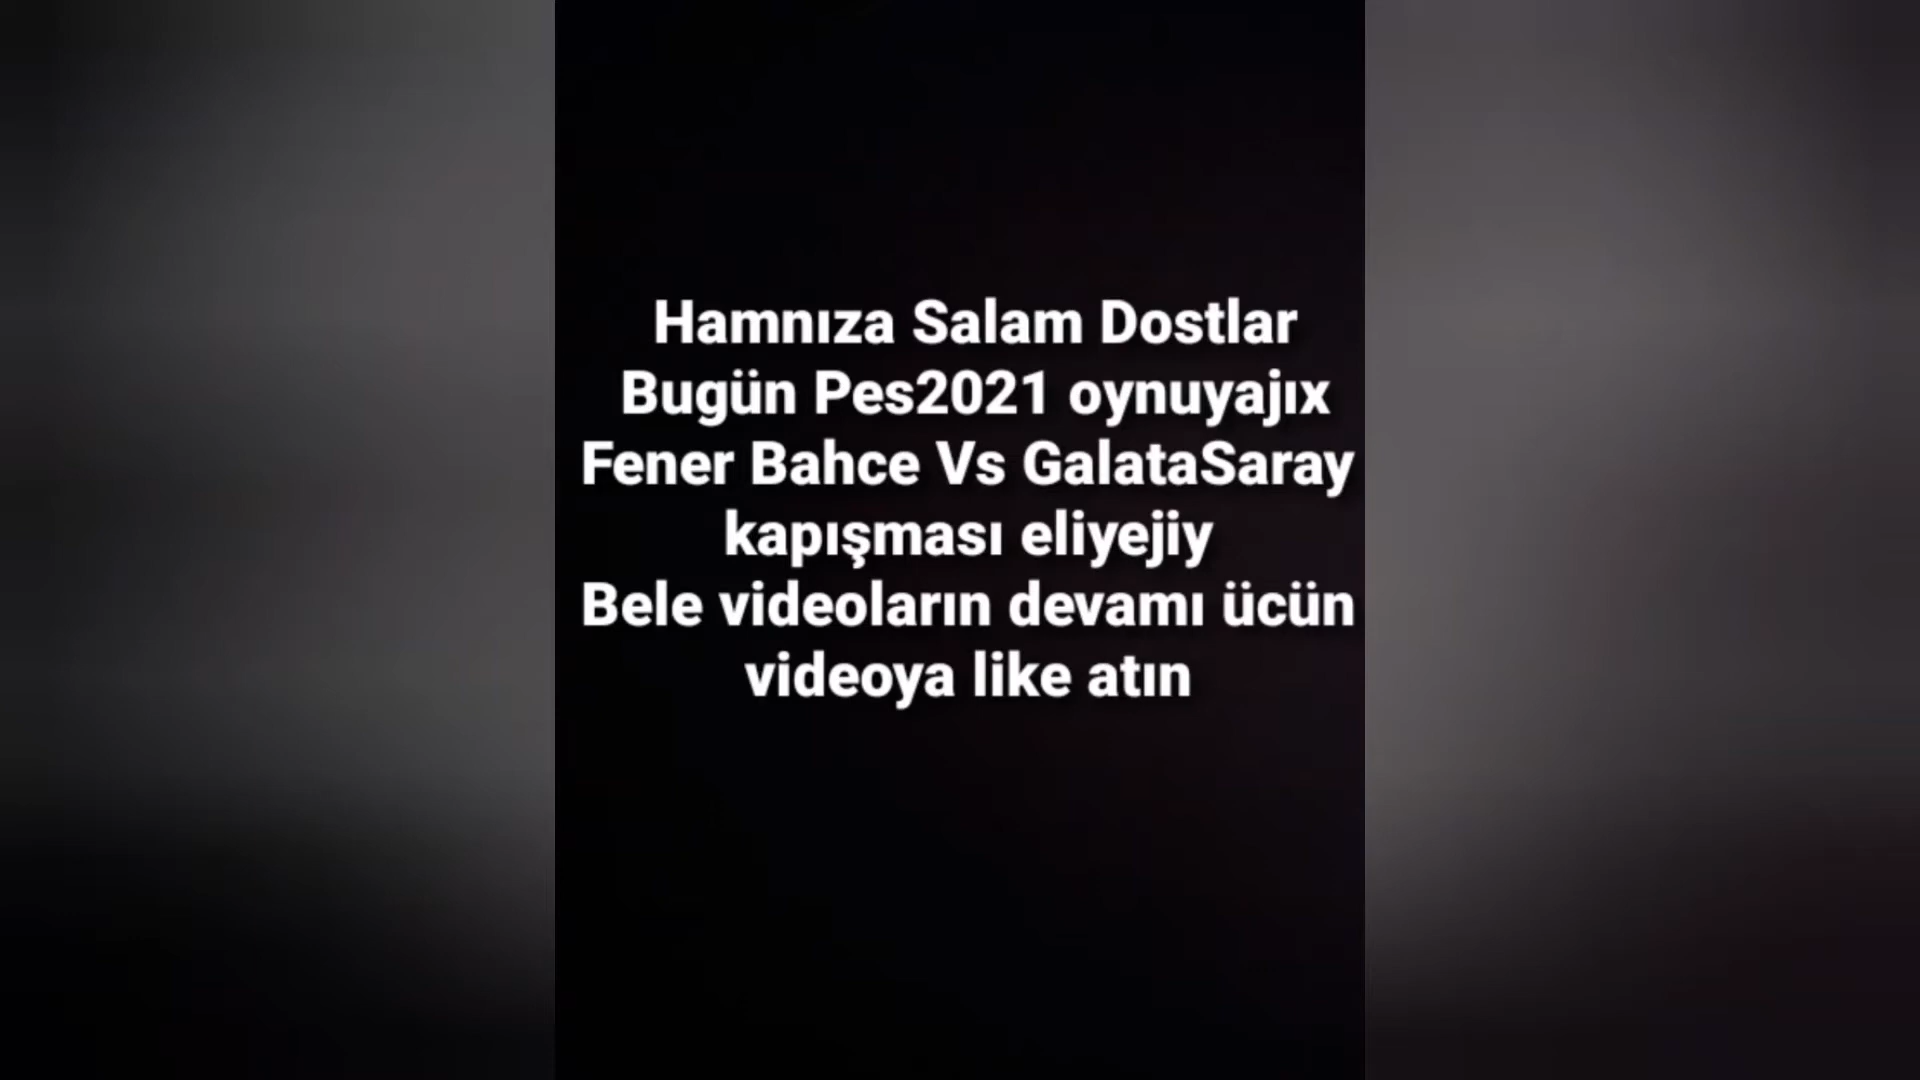 Hamnıza Salam Dostlar
Bugün Pes2021 oynuyajıx
Fener Bahce Vs GalataSaray
kapışması eliyejiy
Bele videoların devamı ücün
videoya like atın